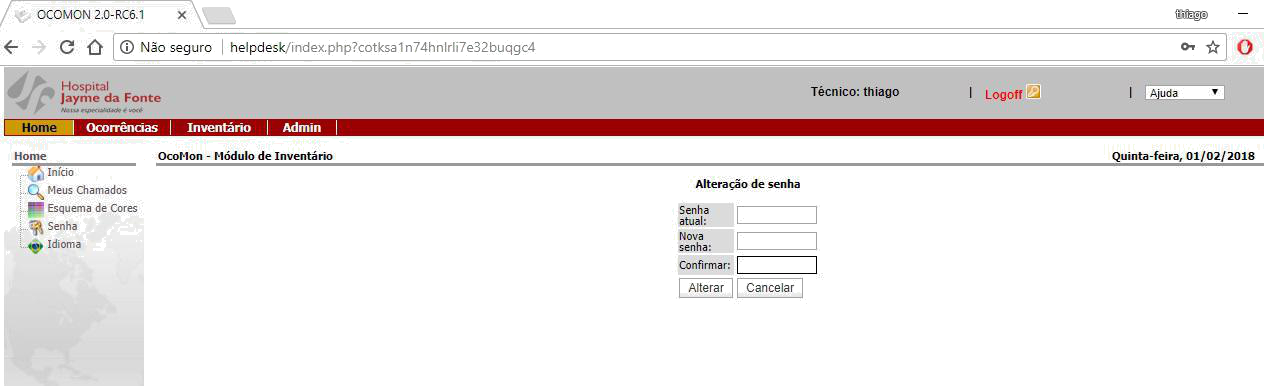 OCOMON 2.0-RC6.1
thiago
Não seguro | helpdesk/index.php?cotksa1n74hnlrli7e32buqgc4
Hospital
Jayme da Fonte
Nossa especialidade é você
Técnico: thiago | Logoff | Ajuda
Home Ocorrências Inventário Admin
Home
OcoMon - Módulo de Inventário
Quinta-feira, 01/02/2018
Início
Meus Chamados
Esquema de Cores
Senha
Idioma
Alteração de senha
Senha
atual:
Nova
senha:
Confirmar:
Alterar Cancelar